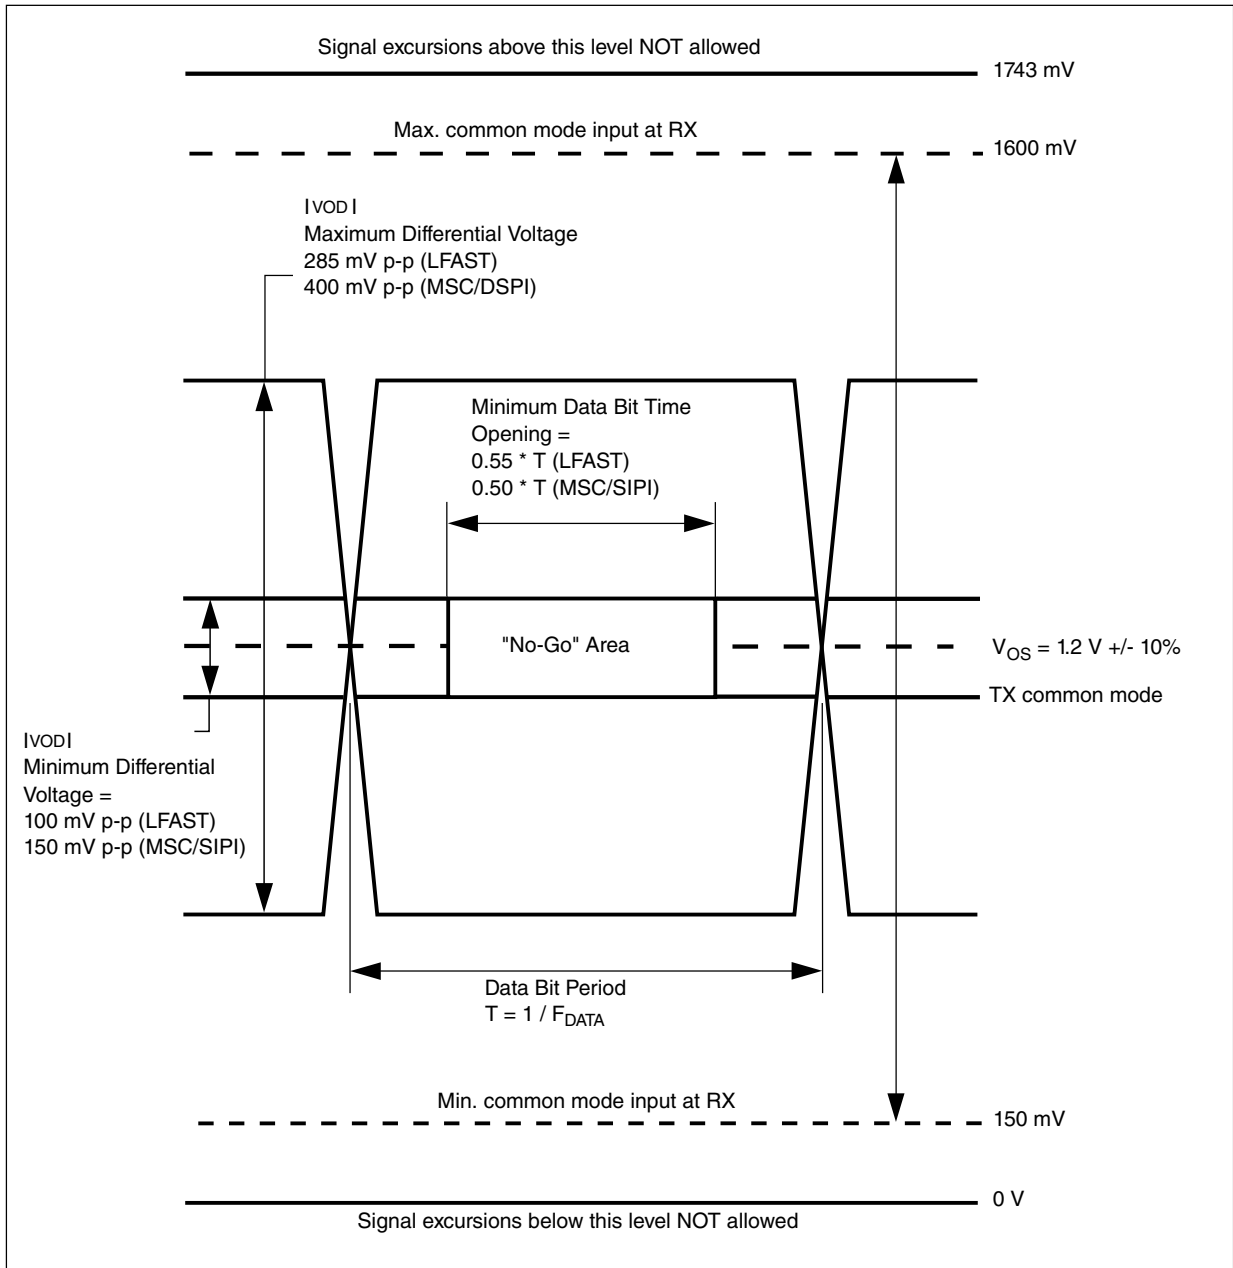 Signal excursions above this level NOT allowed
1743 mV
Max. common mode input at RX
1600 mV
|VOD|
Maximum Differential Voltage
285 mV p-p (LFAST)
400 mV p-p (MSC/DSPI)
Minimum Data Bit Time
Opening =
0.55 * T (LFAST)
0.50 * T (MSC/SIPI)
"No-Go" Area
VOS = 1.2 V +/- 10%
TX common mode
|VOD|
Minimum Differential
Voltage =
100 mV p-p (LFAST)
150 mV p-p (MSC/SIPI)
Data Bit Period
T = 1 / FDATA
Min. common mode input at RX
150 mV
0 V
Signal excursions below this level NOT allowed